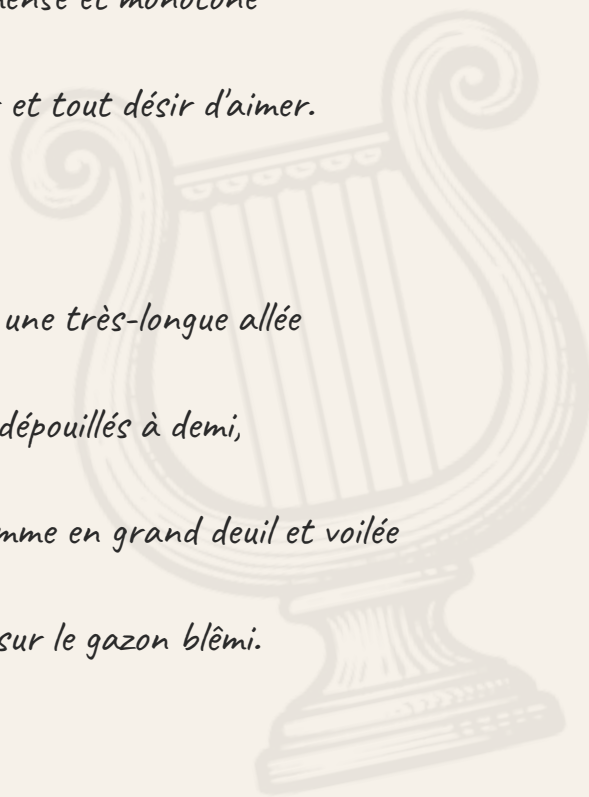 et monotone
et tout désir d'aimer.
une très-longue allée
dépouillés à demi,
mme en grand deuil et voilée
sur le gazon blêmi.